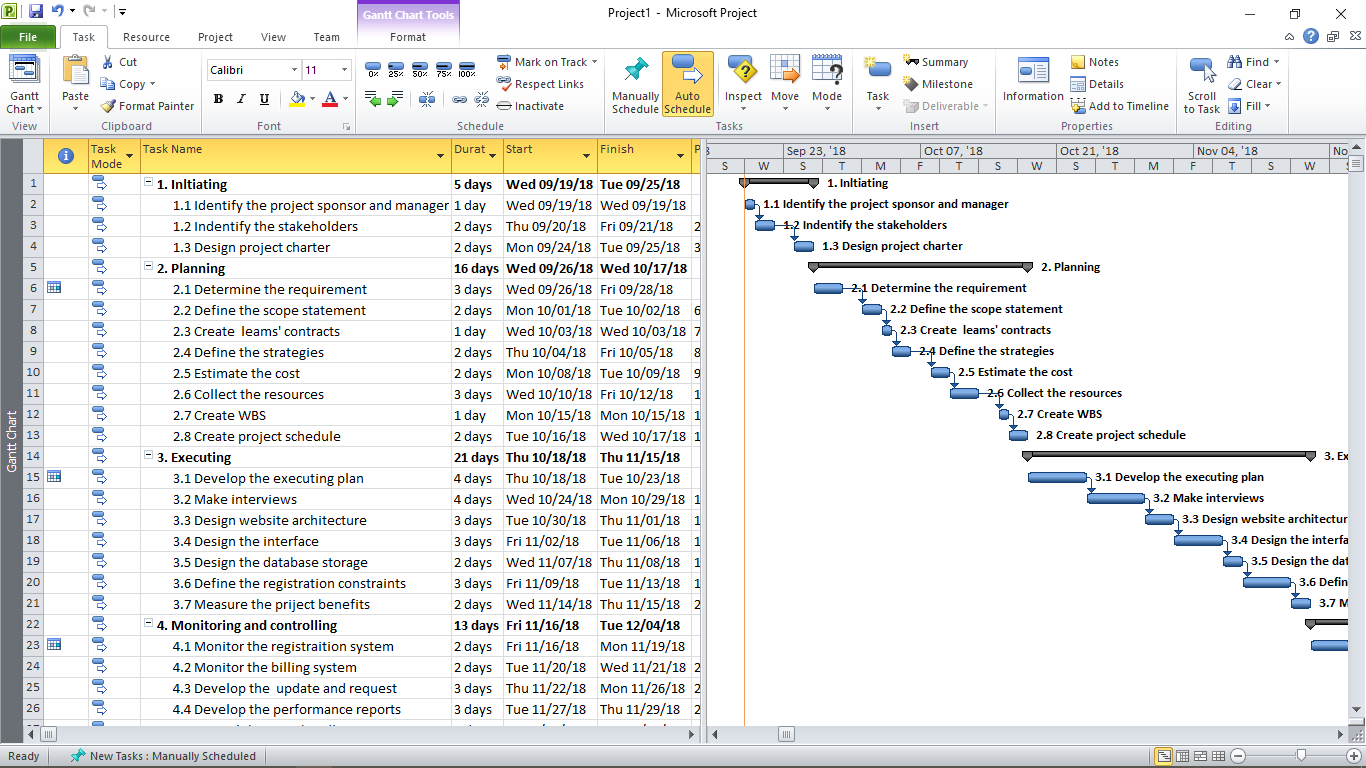 Project1 - Microsoft Project
Gantt Chart Tools
File Task Resource Project View Team Format
Gantt Chart
View
Paste
Cut
Copy
Format Painter
Clipboard
Calibri 11
B I U A
Font
0% 25% 50% 75% 100%
Mark on Track
Respect Links
Inactivate
Schedule
Manually Schedule
Auto Schedule
Inspect
Move
Mode
Tasks
Task
Summary
Milestone
Deliverable
Insert
Information
Notes
Details
Add to Timeline
Properties
Scroll to Task
Find
Clear
Fill
Editing
Task Mode Task Name Durat Start Finish P
1 1. Inltiating 5 days Wed 09/19/18 Tue 09/25/18
2 1.1 Identify the project sponsor and manager 1 day Wed 09/19/18 Wed 09/19/18
3 1.2 Indentify the stakeholders 2 days Thu 09/20/18 Fri 09/21/18 2
4 1.3 Design project charter 2 days Mon 09/24/18 Tue 09/25/18 3
5 2. Planning 16 days Wed 09/26/18 Wed 10/17/18
6 2.1 Determine the requirement 3 days Wed 09/26/18 Fri 09/28/18
7 2.2 Define the scope statement 2 days Mon 10/01/18 Tue 10/02/18 6
8 2.3 Create  leams' contracts 1 day Wed 10/03/18 Wed 10/03/18 7
9 2.4 Define the strategies 2 days Thu 10/04/18 Fri 10/05/18 8
10 2.5 Estimate the cost 2 days Mon 10/08/18 Tue 10/09/18 9
11 2.6 Collect the resources 3 days Wed 10/10/18 Fri 10/12/18 1
12 2.7 Create WBS 1 day Mon 10/15/18 Mon 10/15/18 1
13 2.8 Create project schedule 2 days Tue 10/16/18 Wed 10/17/18 1
14 3. Executing 21 days Thu 10/18/18 Thu 11/15/18
15 3.1 Develop the executing plan 4 days Thu 10/18/18 Tue 10/23/18
16 3.2 Make interviews 4 days Wed 10/24/18 Mon 10/29/18 1
17 3.3 Design website architecture 3 days Tue 10/30/18 Thu 11/01/18 1
18 3.4 Design the interface 3 days Fri 11/02/18 Tue 11/06/18 1
19 3.5 Design the database storage 2 days Wed 11/07/18 Thu 11/08/18 1
20 3.6 Define the registration constraints 3 days Fri 11/09/18 Tue 11/13/18 1
21 3.7 Measure the priject benefits 2 days Wed 11/14/18 Thu 11/15/18 2
22 4. Monitoring and controlling 13 days Fri 11/16/18 Tue 12/04/18
23 4.1 Monitor the registraition system 2 days Fri 11/16/18 Mon 11/19/18
24 4.2 Monitor the billing system 2 days Tue 11/20/18 Wed 11/21/18 2
25 4.3 Develop the  update and request 3 days Thu 11/22/18 Mon 11/26/18 2
26 4.4 Develop the performance reports 3 days Tue 11/27/18 Thu 11/29/18 2
Gantt Chart
Sep 23, '18 Oct 07, '18 Oct 21, '18 Nov 04, '18 No
S W S T M F T S W S T M F T S W
1. Inltiating
1.1 Identify the project sponsor and manager
1.2 Indentify the stakeholders
1.3 Design project charter
2. Planning
2.1 Determine the requirement
2.2 Define the scope statement
2.3 Create  leams' contracts
2.4 Define the strategies
2.5 Estimate the cost
2.6 Collect the resources
2.7 Create WBS
2.8 Create project schedule
3. Ex
3.1 Develop the executing plan
3.2 Make interviews
3.3 Design website architectur
3.4 Design the interfa
3.5 Design the dat
3.6 Defin
3.7 M
Ready New Tasks : Manually Scheduled